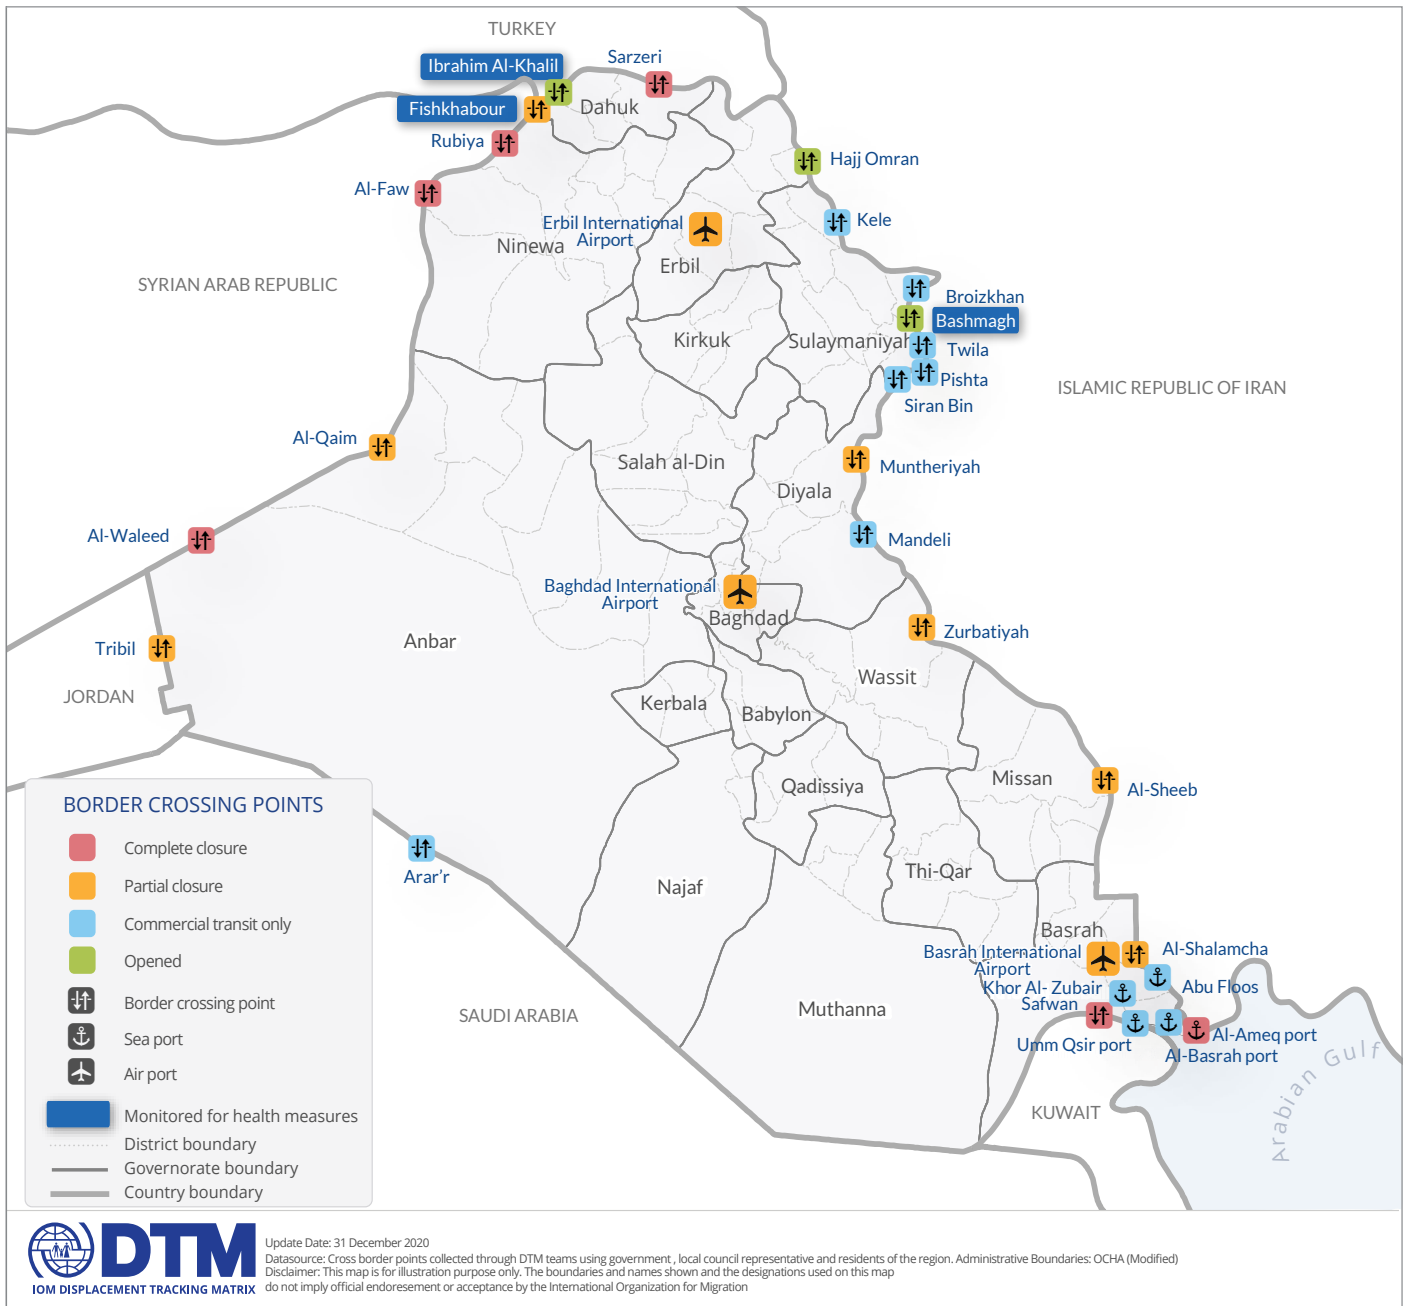 TURKEY
Ibrahim Al-Khalil
Sarzeri
Fishkhabour
Dahuk
Rubiya
Hajj Omran
Al-Faw
Kele
Erbil International
Airport
Ninewa
Erbil
SYRIAN ARAB REPUBLIC
Broizkhan
Bashmagh
Kirkuk
Sulaymaniyah
Twila
Pishta
ISLAMIC REPUBLIC OF IRAN
Siran Bin
Al-Qaim
Salah al-Din
Muntheriyah
Diyala
Al-Waleed
Mandeli
Baghdad International
Airport
Baghdad
Zurbatiyah
Anbar
Tribil
Wassit
JORDAN
Kerbala
Babylon
Missan
Qadissiya
Al-Sheeb
BORDER CROSSING POINTS
Complete closure
Partial closure
Commercial transit only
Opened
Border crossing point
Sea port
Air port
Monitored for health measures
District boundary
Governorate boundary
Country boundary
Arar’r
Thi-Qar
Najaf
Basrah
Basrah International
Airport
Al-Shalamcha
Khor Al- Zubair
Abu Floos
Safwan
Muthanna
SAUDI ARABIA
Umm Qsir port
Al-Ameq port
Al-Basrah port
Arabian Gulf
KUWAIT
DTM
IOM DISPLACEMENT TRACKING MATRIX
Update Date: 31 December 2020
Datasource: Cross border points collected through DTM teams using government , local council representative and residents of the region. Administrative Boundaries: OCHA (Modified)
Disclaimer: This map is for illustration purpose only. The boundaries and names shown and the designations used on this map
do not imply official endoresement or acceptance by the International Organization for Migration